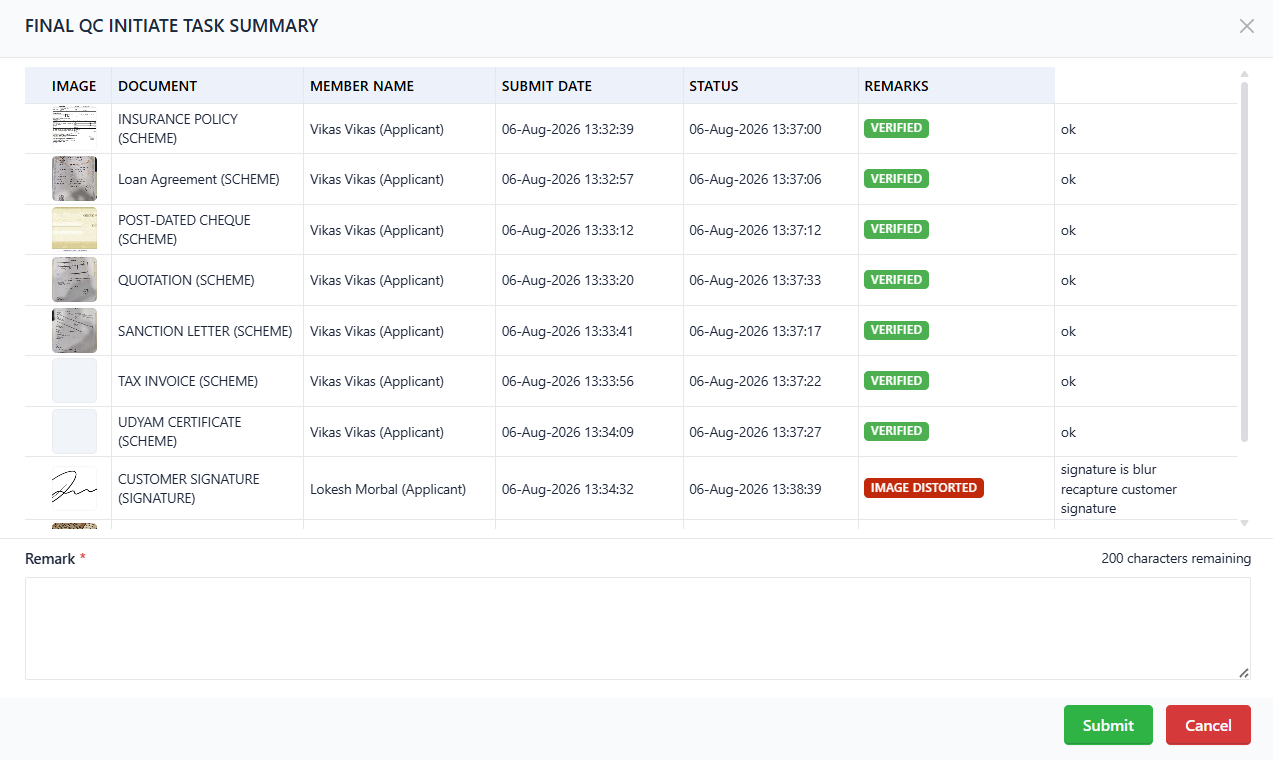 FINAL QC INITIATE TASK SUMMARY
IMAGE DOCUMENT MEMBER NAME SUBMIT DATE STATUS REMARKS
INSURANCE POLICY
(SCHEME)
Vikas Vikas (Applicant) 06-Aug-2026 13:32:39 06-Aug-2026 13:37:00 VERIFIED ok
Loan Agreement (SCHEME) Vikas Vikas (Applicant) 06-Aug-2026 13:32:57 06-Aug-2026 13:37:06 VERIFIED ok
POST-DATED CHEQUE
(SCHEME)
Vikas Vikas (Applicant) 06-Aug-2026 13:33:12 06-Aug-2026 13:37:12 VERIFIED ok
QUOTATION (SCHEME) Vikas Vikas (Applicant) 06-Aug-2026 13:33:20 06-Aug-2026 13:37:33 VERIFIED ok
SANCTION LETTER (SCHEME) Vikas Vikas (Applicant) 06-Aug-2026 13:33:41 06-Aug-2026 13:37:17 VERIFIED ok
TAX INVOICE (SCHEME) Vikas Vikas (Applicant) 06-Aug-2026 13:33:56 06-Aug-2026 13:37:22 VERIFIED ok
UDYAM CERTIFICATE
(SCHEME)
Vikas Vikas (Applicant) 06-Aug-2026 13:34:09 06-Aug-2026 13:37:27 VERIFIED ok
CUSTOMER SIGNATURE
(SIGNATURE)
Lokesh Morbal (Applicant) 06-Aug-2026 13:34:32 06-Aug-2026 13:38:39 IMAGE DISTORTED
signature is blur
recapture customer
signature
Remark * 200 characters remaining
Submit Cancel